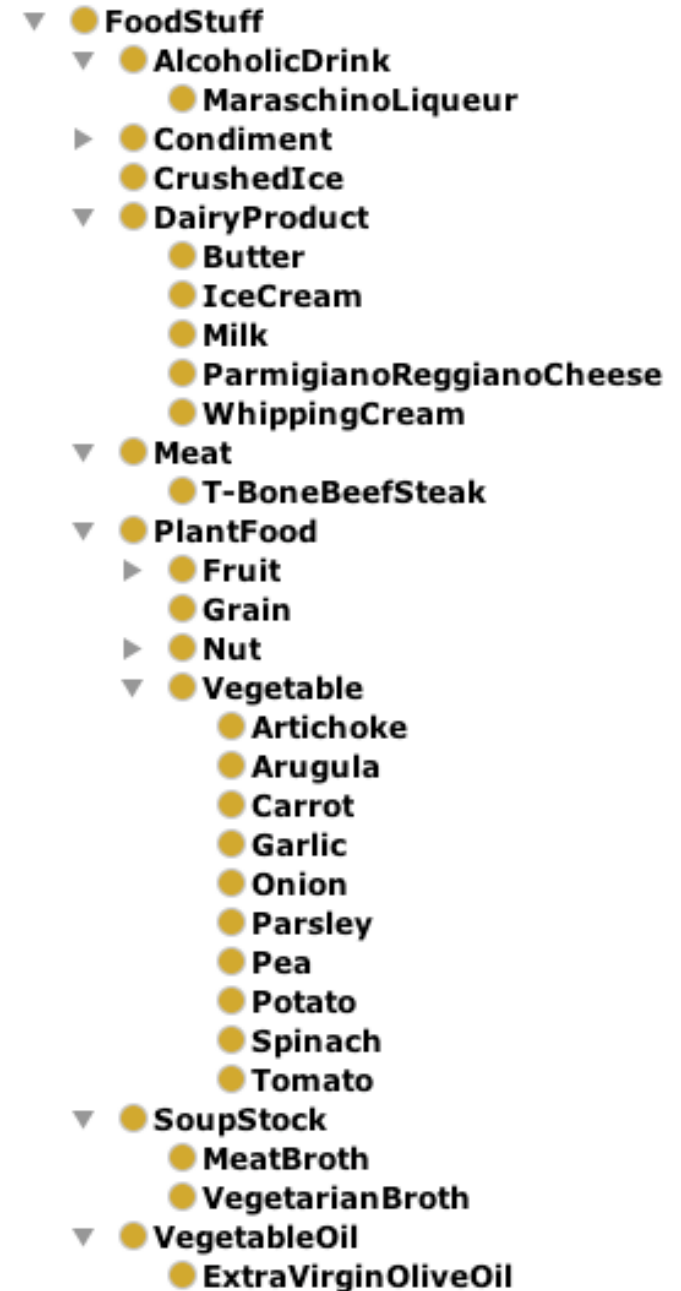 FoodStuff
AlcoholicDrink
MaraschinoLiqueur
Condiment
CrushedIce
DairyProduct
Butter
IceCream
Milk
ParmigianoReggianoCheese
WhippingCream
Meat
T-BoneBeefSteak
PlantFood
Fruit
Grain
Nut
Vegetable
Artichoke
Arugula
Carrot
Garlic
Onion
Parsley
Pea
Potato
Spinach
Tomato
SoupStock
MeatBroth
VegetarianBroth
VegetableOil
ExtraVirginOliveOil